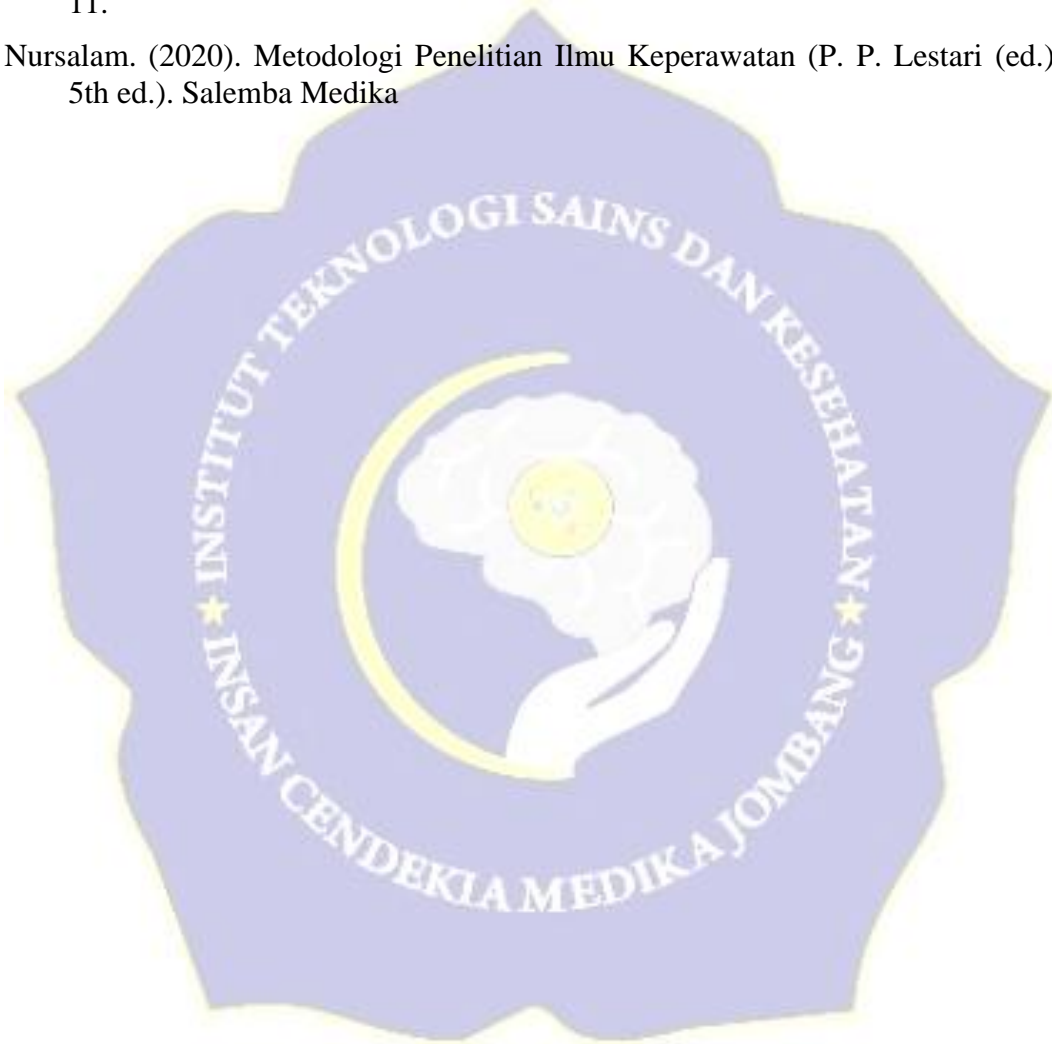 11.
Nursalam. (2020). Metodologi Penelitian Ilmu Keperawatan (P. P. Lestari (ed.)
5th ed.). Salemba Medika
INSTITUT TEKNOLOGI SAINS DAN KESEHATAN
INSAN CENDEKIA MEDIKA JOMBANG